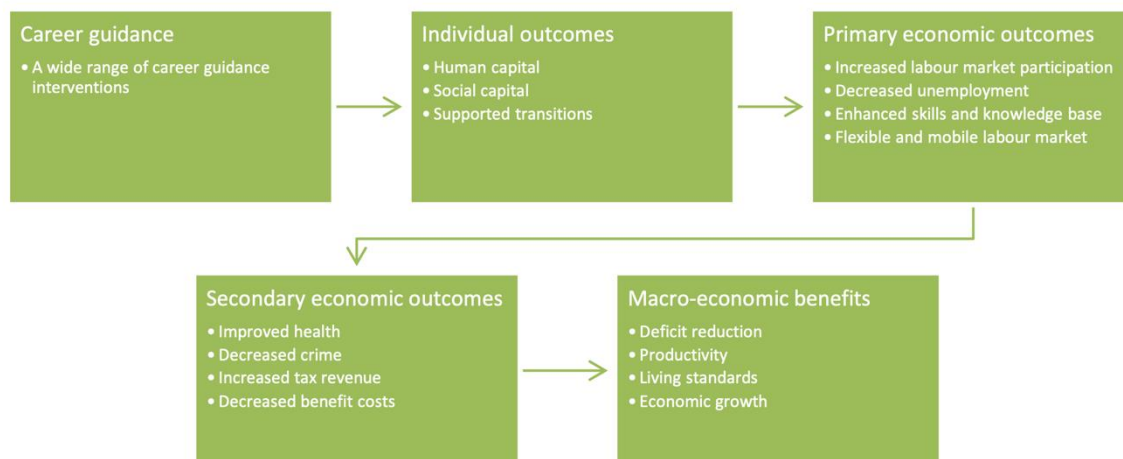 Career guidance
• A wide range of career guidance
interventions
Individual outcomes
• Human capital
• Social capital
• Supported transitions
Primary economic outcomes
• Increased labour market participation
• Decreased unemployment
• Enhanced skills and knowledge base
• Flexible and mobile labour market
Secondary economic outcomes
• Improved health
• Decreased crime
• Increased tax revenue
• Decreased benefit costs
Macro-economic benefits
• Deficit reduction
• Productivity
• Living standards
• Economic growth